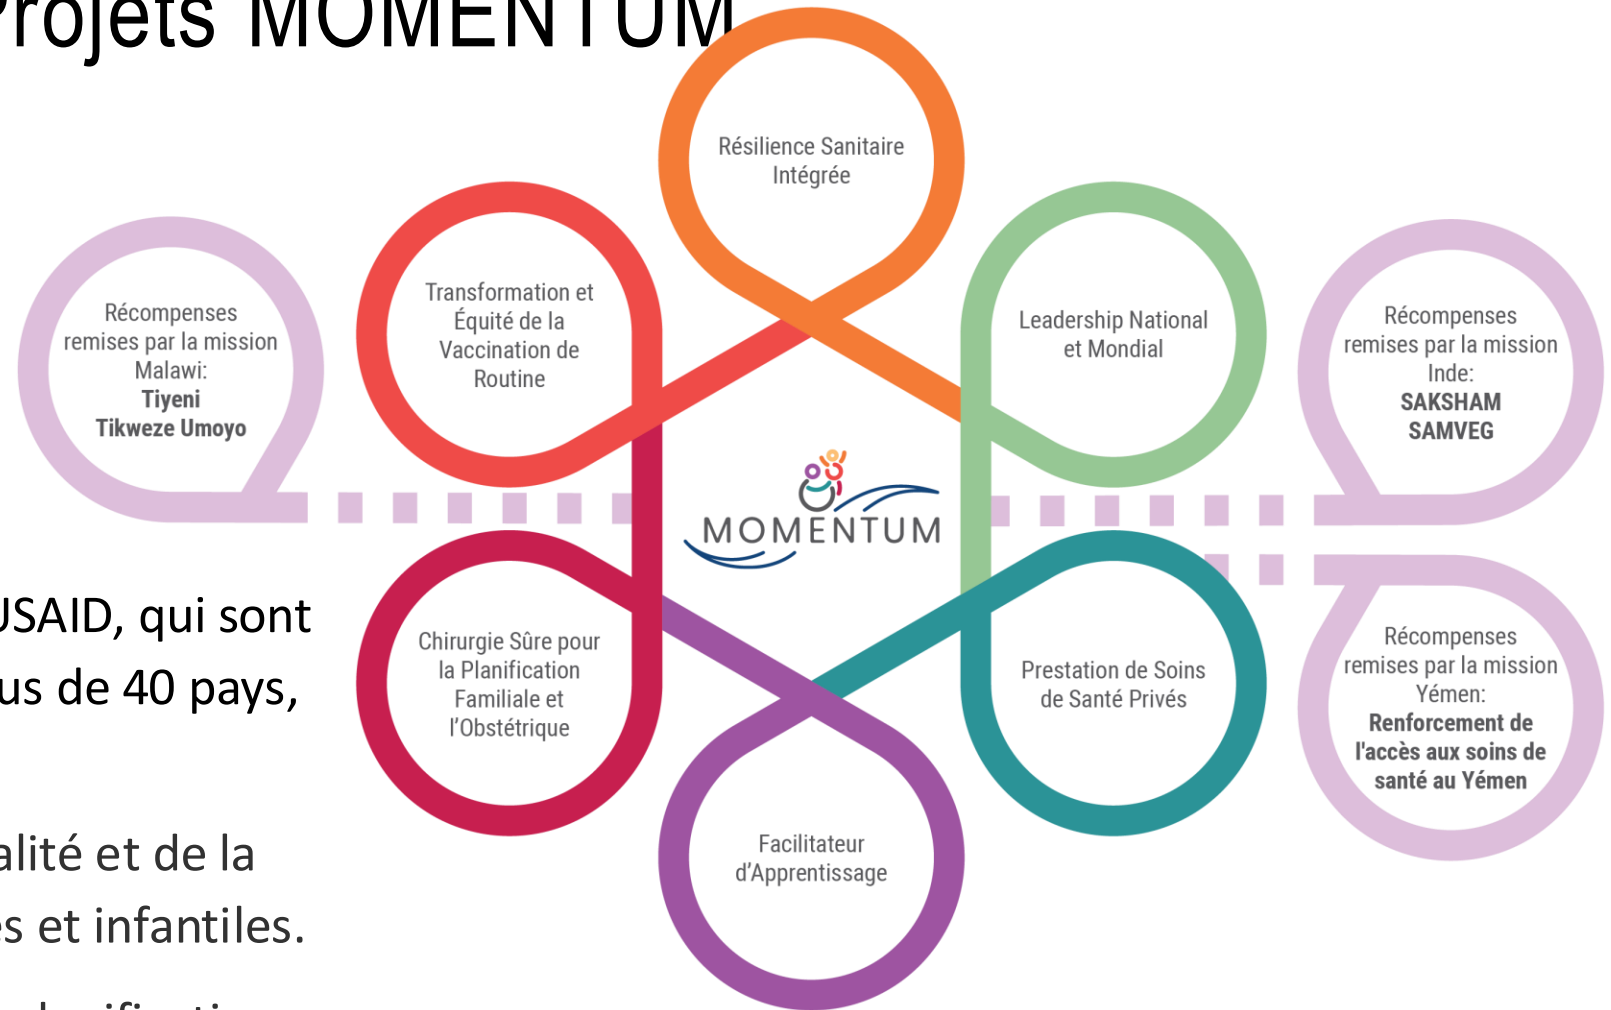 Projets MOMENTUM
Résilience Sanitaire
Intégrée
Transformation et
Équité de la
Vaccination de
Routine
Leadership National
et Mondial
Récompenses
remises par la mission
Malawi:
Tiyeni
Tikweze Umoyo
Récompenses
remises par la mission
Inde:
SAKSHAM
SAMVEG
MOMENTUM
USAID, qui sont
us de 40 pays,
Chirurgie Sûre pour
la Planification
Familiale et
l’Obstétrique
Prestation de Soins
de Santé Privés
Récompenses
remises par la mission
Yémen:
Renforcement de
l'accès aux soins de
santé au Yémen
alité et de la
es et infantiles.
Facilitateur
d’Apprentissage